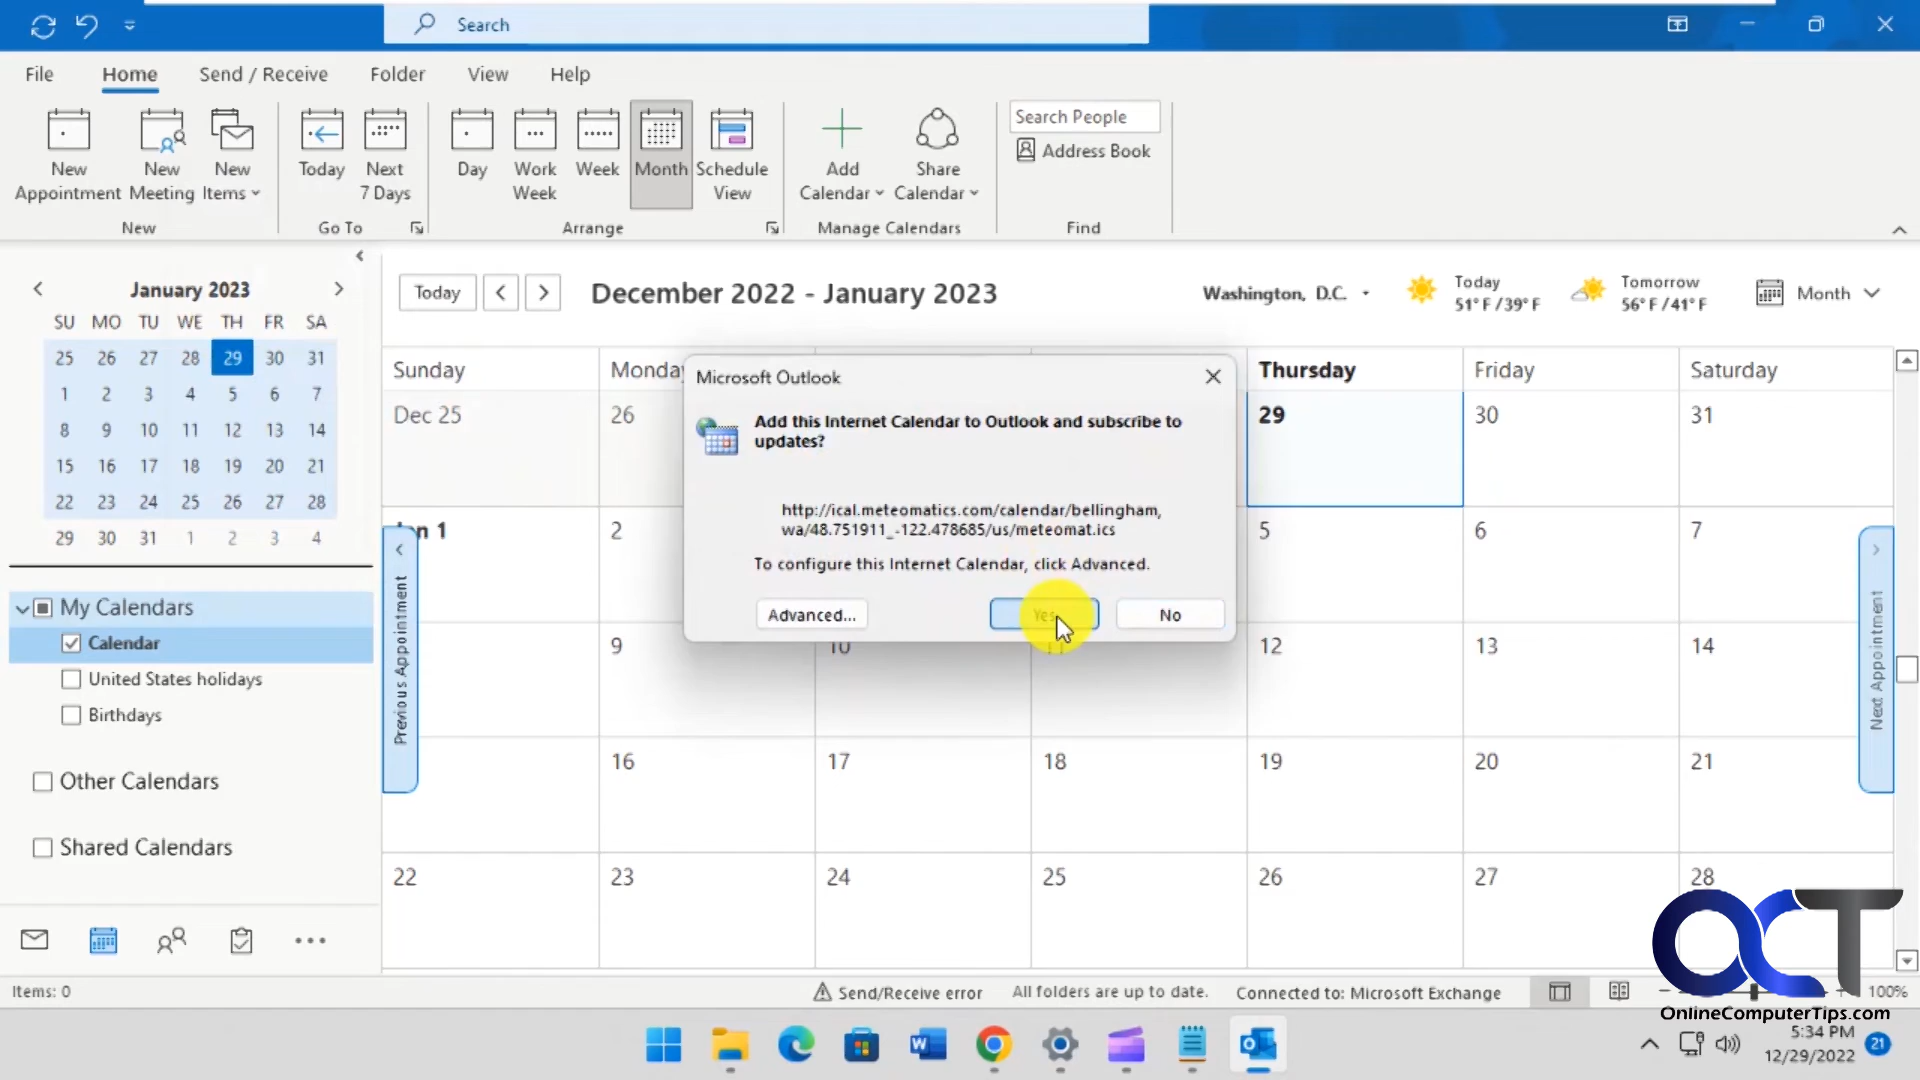 Search
File Home Send / Receive Folder View Help
New Appointment
New Meeting
New Items
Today
Next 7 Days
Day
Work Week
Week
Month
Schedule View
Add Calendar
Share Calendar
Search People
Address Book
New
Go To
Arrange
Manage Calendars
Find
January 2023
SU MO TU WE TH FR SA
25 26 27 28 29 30 31
1 2 3 4 5 6 7
8 9 10 11 12 13 14
15 16 17 18 19 20 21
22 23 24 25 26 27 28
29 30 31 1 2 3 4
My Calendars
Calendar
United States holidays
Birthdays
Other Calendars
Shared Calendars
Today
December 2022 - January 2023
Washington, D.C.
Today
51° F / 39° F
Tomorrow
56° F / 41° F
Month
Sunday Thursday Friday Saturday
Dec 25 26 29 30 31
2 5 6 7
9 10 11 12 13 14
16 17 18 19 20 21
22 23 24 25 26 27 28
Previous Appointment
Next Appointment
Microsoft Outlook
Add this Internet Calendar to Outlook and subscribe to
updates?
http://ical.meteomatics.com/calendar/bellingham,
wa/48.751911_-122.478685/us/meteomat.ics
To configure this Internet Calendar, click Advanced.
Advanced...
Yes
No
Items: 0
Send/Receive error
All folders are up to date.
Connected to: Microsoft Exchange
100%
OCT
OnlineComputerTips.com
5:34 PM
12/29/2022
21